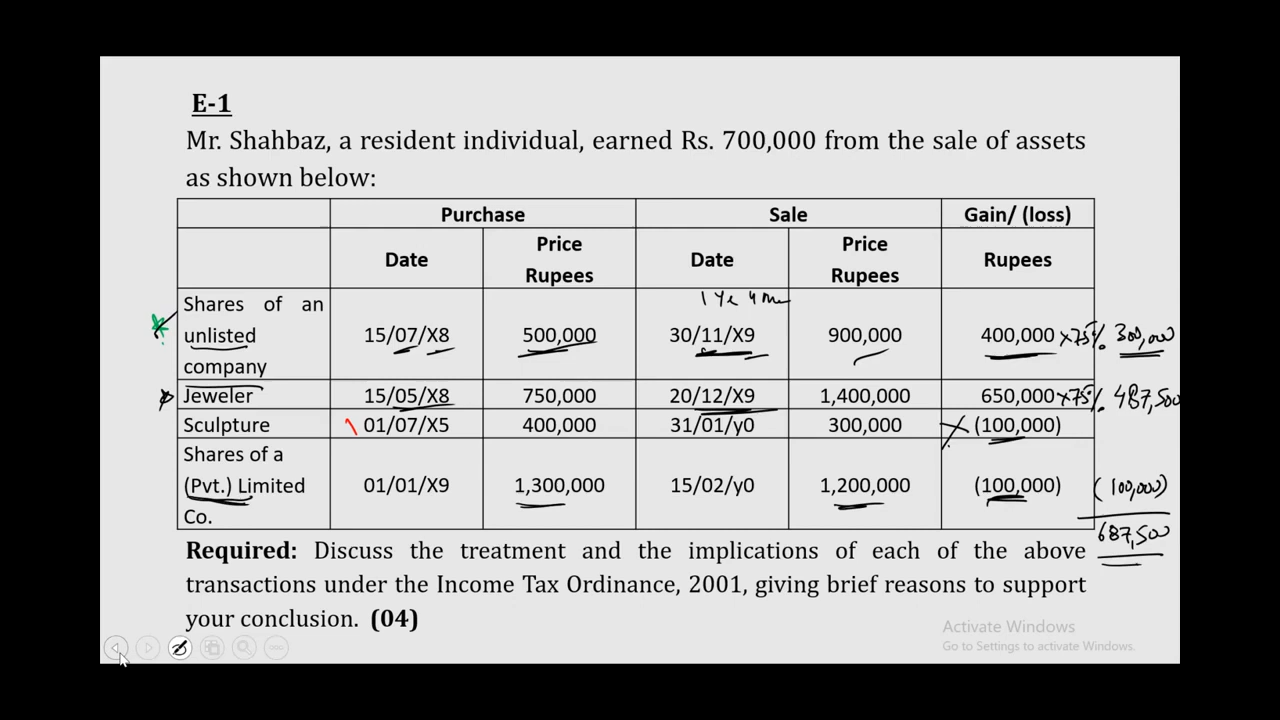 E-1
Mr. Shahbaz, a resident individual, earned Rs. 700,000 from the sale of assets
as shown below:
Purchase Sale Gain/ (loss)
Date Price Rupees Date Price Rupees Rupees
1 Ye 4 mo
Shares of an unlisted company 15/07/X8 500,000 30/11/X9 900,000 400,000 x75% 300,000
Jeweler 15/05/X8 750,000 20/12/X9 1,400,000 650,000 x75% 487,500
Sculpture 01/07/X5 400,000 31/01/y0 300,000 (100,000)
Shares of a (Pvt.) Limited Co. 01/01/X9 1,300,000 15/02/y0 1,200,000 (100,000) (100,000)
687,500
Required: Discuss the treatment and the implications of each of the above
transactions under the Income Tax Ordinance, 2001, giving brief reasons to support
your conclusion. (04)
Activate Windows
Go to Settings to activate Windows.